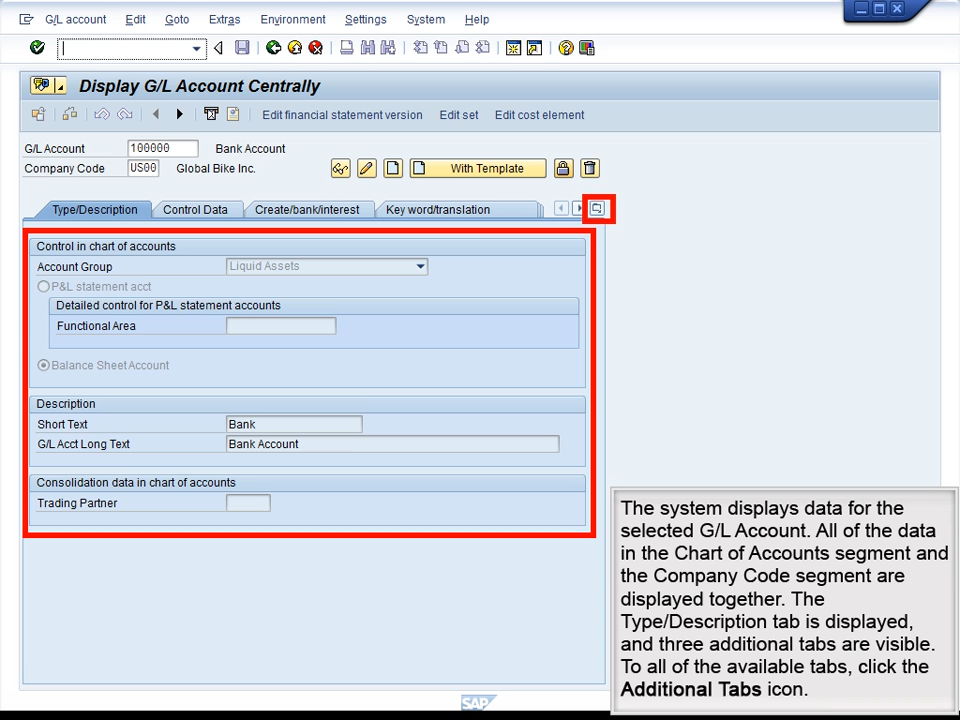 G/L account Edit Goto Extras Environment Settings System Help
Display G/L Account Centrally
Edit financial statement version Edit set Edit cost element
G/L Account 100000 Bank Account
Company Code US00 Global Bike Inc. With Template
Type/Description Control Data Create/bank/interest Key word/translation
Control in chart of accounts
Account Group Liquid Assets
P&L statement acct
Detailed control for P&L statement accounts
Functional Area
Balance Sheet Account
Description
Short Text Bank
G/L Acct Long Text Bank Account
Consolidation data in chart of accounts
Trading Partner
The system displays data for the
selected G/L Account. All of the data
in the Chart of Accounts segment and
the Company Code segment are
displayed together. The
Type/Description tab is displayed,
and three additional tabs are visible.
To all of the available tabs, click the
Additional Tabs icon.
SAP